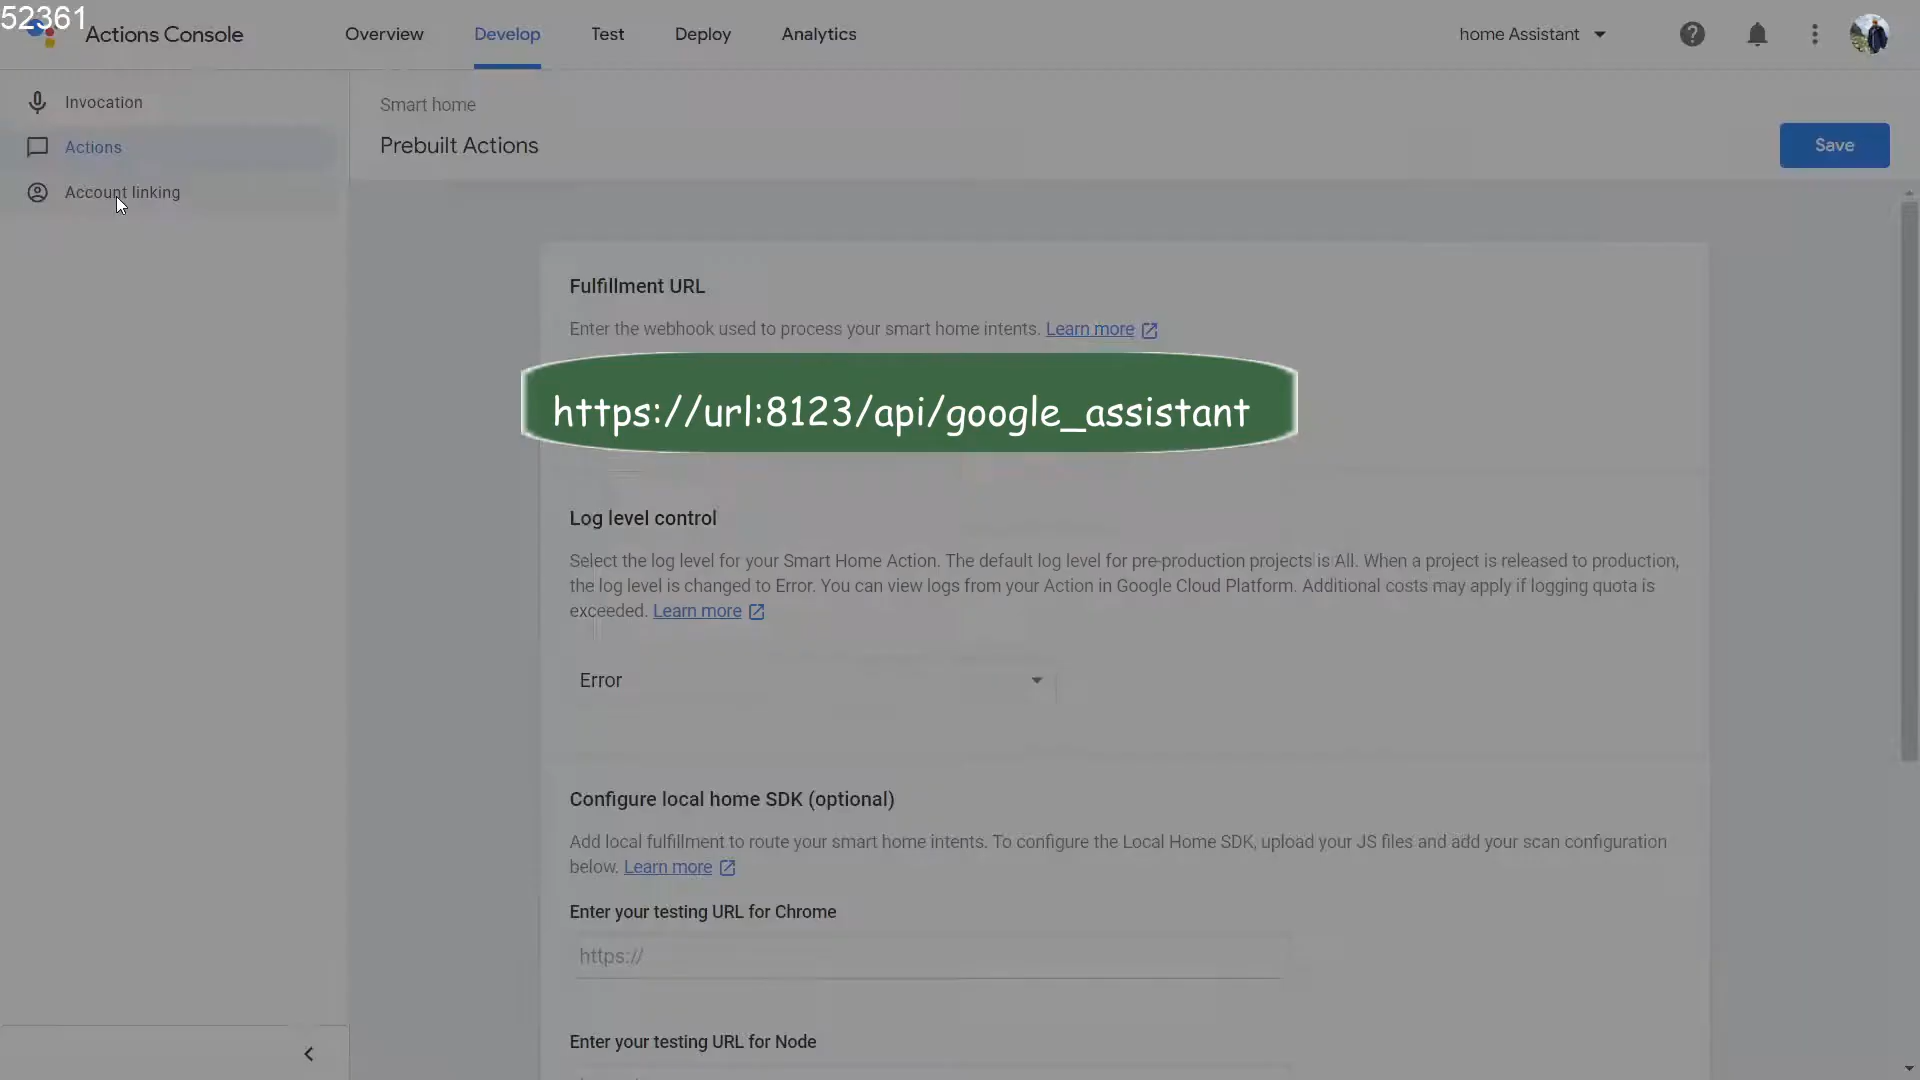 52361
Actions Console
Overview
Develop
Test
Deploy
Analytics
home Assistant
Invocation
Actions
Account linking
Smart home
Prebuilt Actions
Save
Fulfillment URL
Enter the webhook used to process your smart home intents. Learn more
https://url:8123/api/google_assistant
Log level control
Select the log level for your Smart Home Action. The default log level for pre-production projects is All. When a project is released to production,
the log level is changed to Error. You can view logs from your Action in Google Cloud Platform. Additional costs may apply if logging quota is
exceeded. Learn more
Error
Configure local home SDK (optional)
Add local fulfillment to route your smart home intents. To configure the Local Home SDK, upload your JS files and add your scan configuration
below. Learn more
Enter your testing URL for Chrome
https://
Enter your testing URL for Node